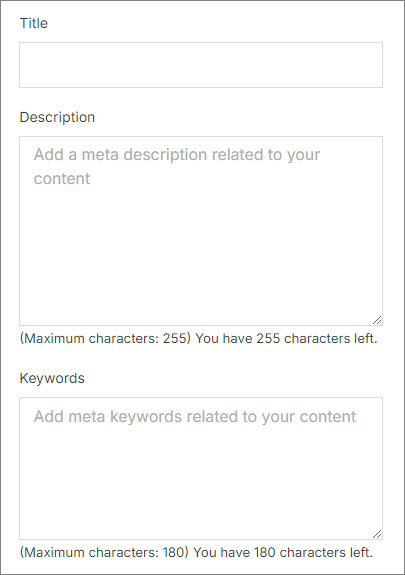 Title
Description
Add a meta description related to your
content
(Maximum characters: 255) You have 255 characters left.
Keywords
Add meta keywords related to your content
(Maximum characters: 180) You have 180 characters left.